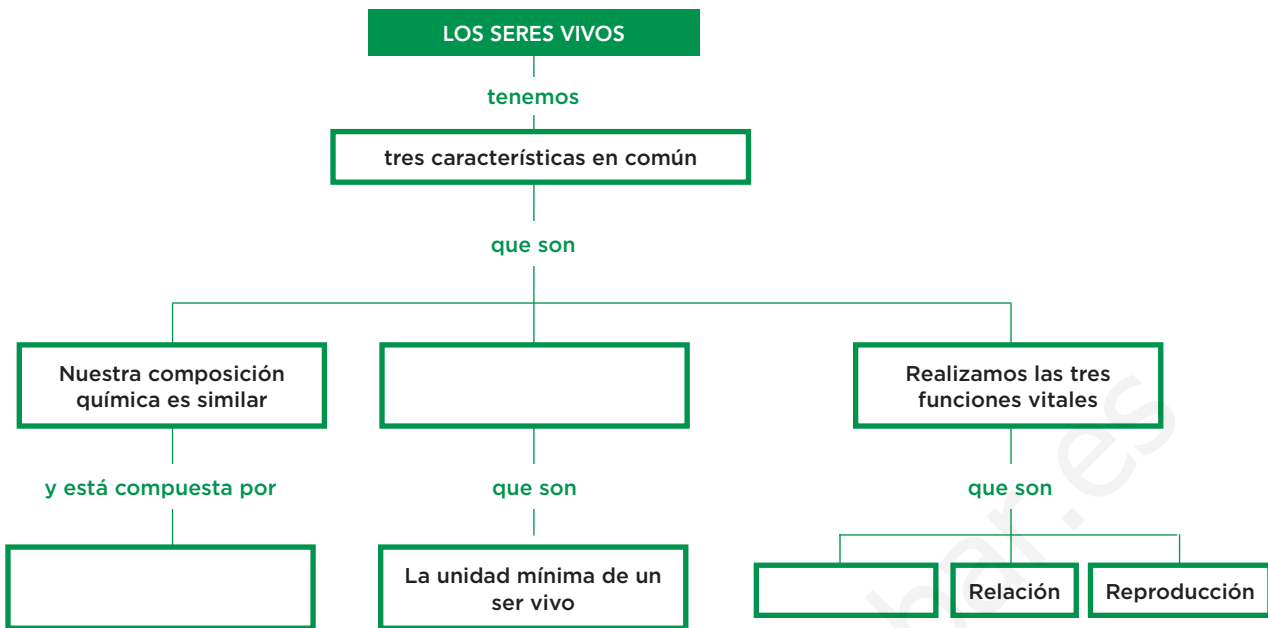 LOS SERES VIVOS
tenemos
tres características en común
que son
Nuestra composición
química es similar
Realizamos las tres
funciones vitales
y está compuesta por
que son
que son
La unidad mínima de un
ser vivo
Relación
Reproducción